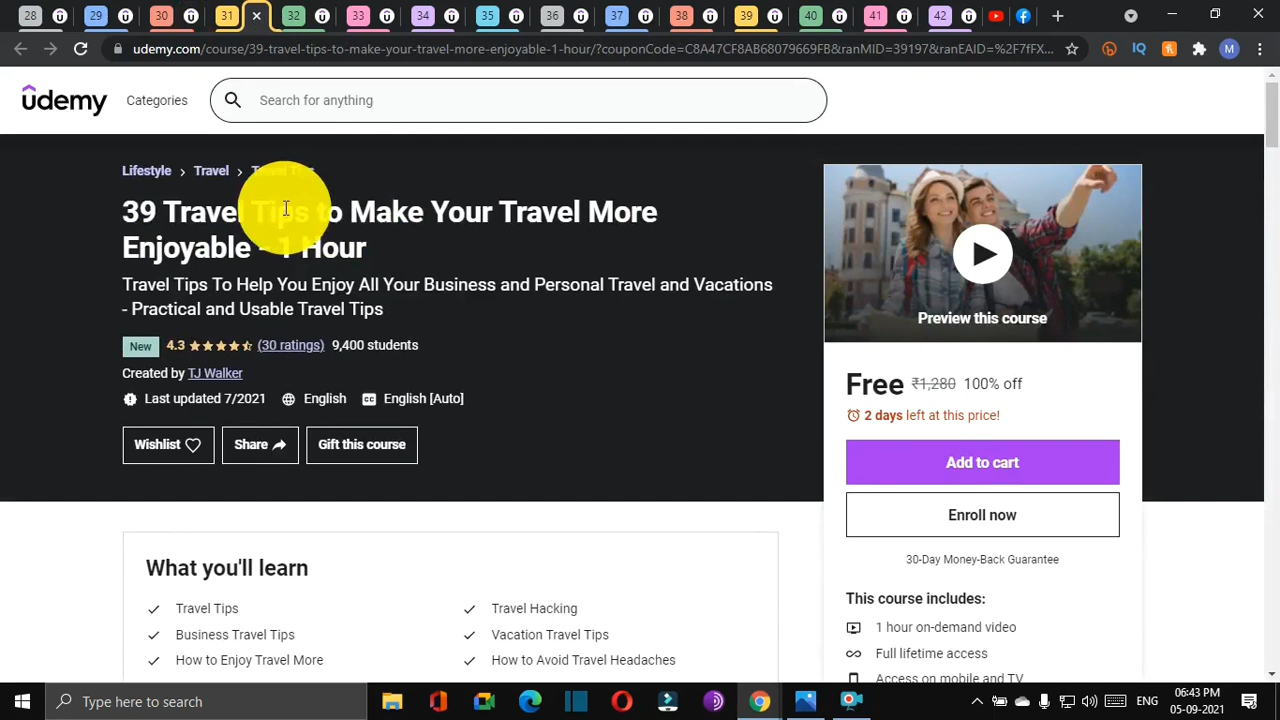 28 29 30 31 32 33 34 35 36 37 38 39 40 41 42
udemy.com/course/39-travel-tips-to-make-your-travel-more-enjoyable-1-hour/?couponCode=C8A47CF8AB68079669FB&ranMID=39197&ranEAID=%2F7fFX...
IQ
M
ûdemy
Categories
Search for anything
Lifestyle > Travel >
39 Travel Tips to Make Your Travel More
Enjoyable - 1 Hour
Travel Tips To Help You Enjoy All Your Business and Personal Travel and Vacations
- Practical and Usable Travel Tips
New 4.3 (30 ratings) 9,400 students
Created by TJ Walker
Last updated 7/2021 English English [Auto]
Wishlist Share Gift this course
Preview this course
Free ₹1,280 100% off
2 days left at this price!
Add to cart
Enroll now
30-Day Money-Back Guarantee
This course includes:
1 hour on-demand video
Full lifetime access
Access on mobile and TV
What you'll learn
Travel Tips
Travel Hacking
Business Travel Tips
Vacation Travel Tips
How to Enjoy Travel More
How to Avoid Travel Headaches
Type here to search
ENG
06:43 PM
05-09-2021